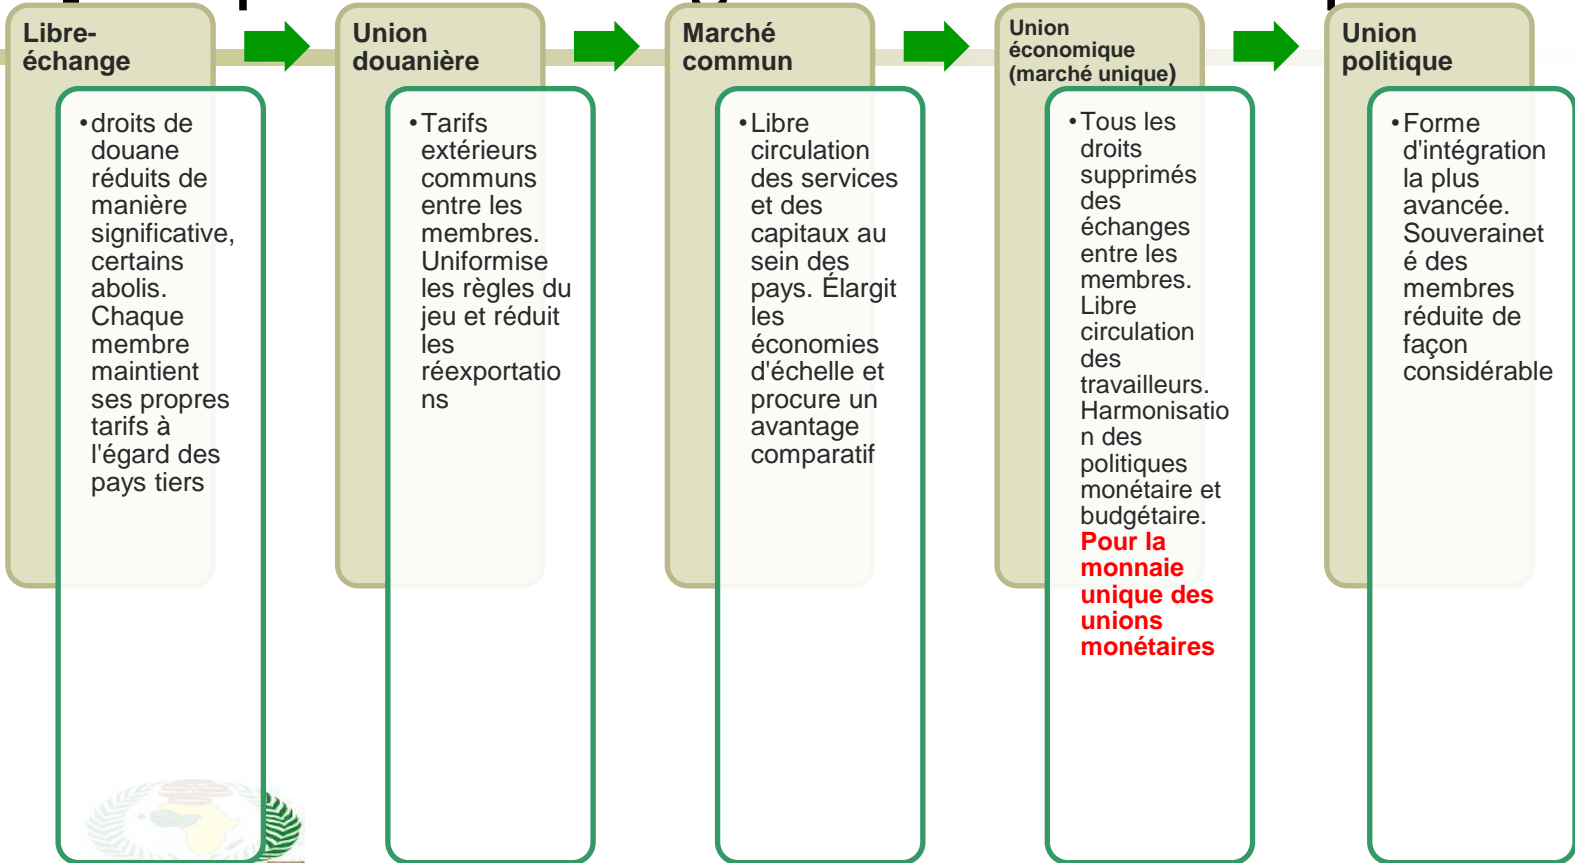 Libre-
échange
•droits de
douane
réduits de
manière
significative,
certains
abolis.
Chaque
membre
maintient
ses propres
tarifs à
l'égard des
pays tiers
Union
douanière
•Tarifs
extérieurs
communs
entre les
membres.
Uniformise
les règles du
jeu et réduit
les
réexportatio
ns
Marché
commun
•Libre
circulation
des services
et des
capitaux au
sein des
pays. Élargit
les
économies
d'échelle et
procure un
avantage
comparatif
Union
économique
(marché unique)
•Tous les
droits
supprimés
des
échanges
entre les
membres.
Libre
circulation
des
travailleurs.
Harmonisatio
n des
politiques
monétaire et
budgétaire.
Pour la
monnaie
unique des
unions
monétaires
Union
politique
•Forme
d'intégration
la plus
avancée.
Souverainet
é des
membres
réduite de
façon
considérable